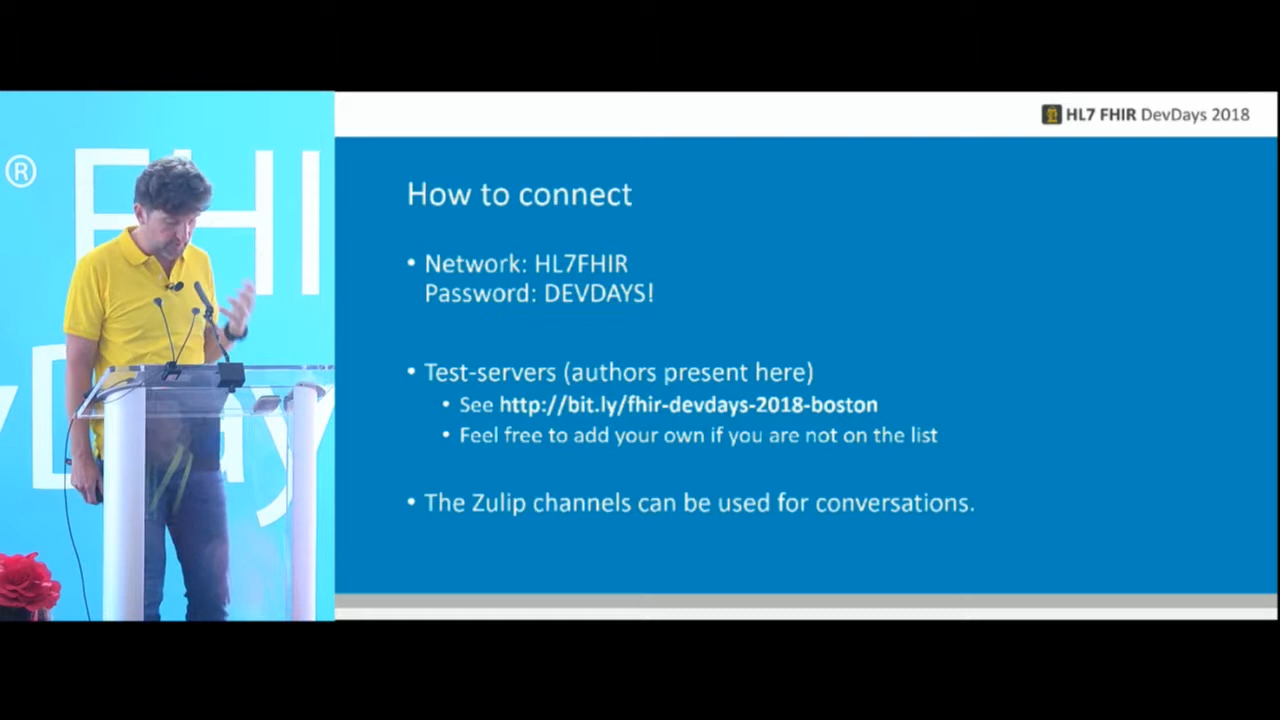 ® FHI
yDay
HL7 FHIR DevDays 2018
How to connect
• Network: HL7FHIR
Password: DEVDAYS!
• Test-servers (authors present here)
• See http://bit.ly/fhir-devdays-2018-boston
• Feel free to add your own if you are not on the list
• The Zulip channels can be used for conversations.